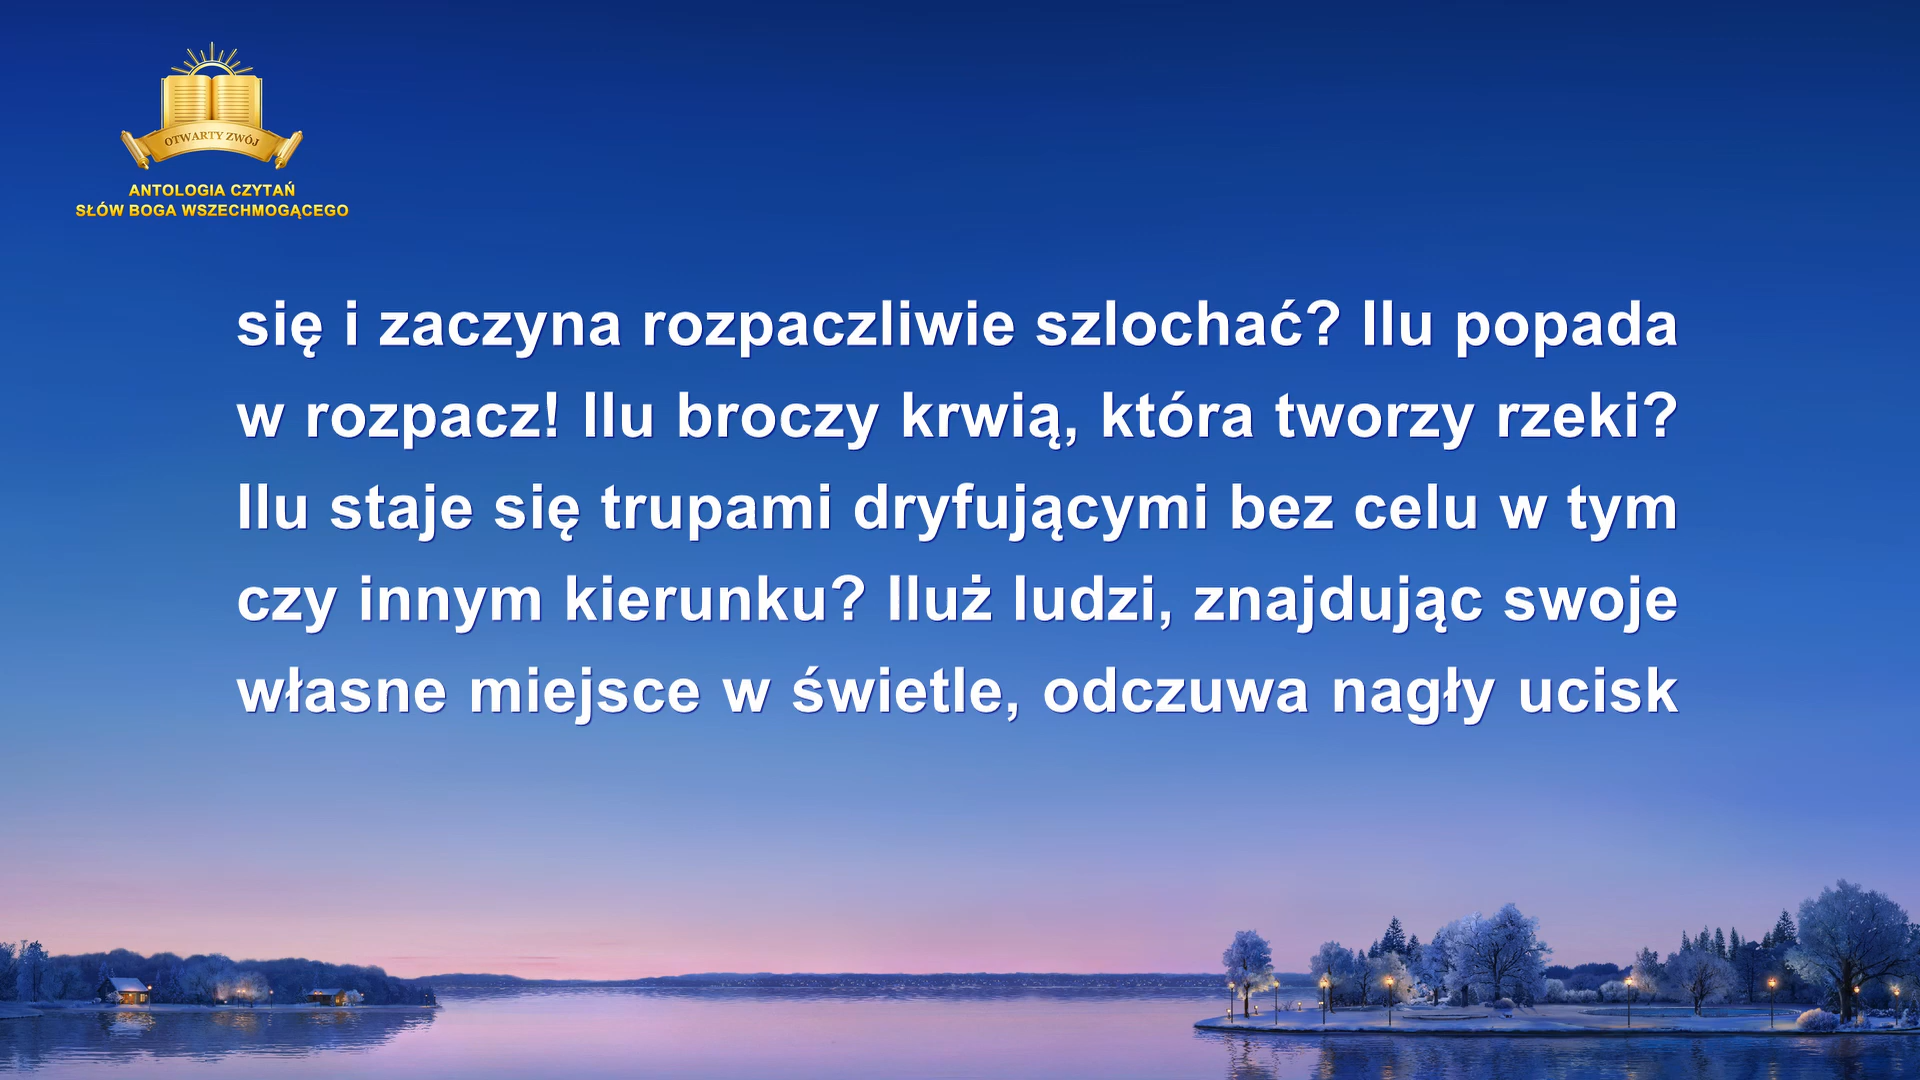 OTWARTY ZWÓJ
ANTOLOGIA CZYTAŃ
SŁÓW BOGA WSZECHMOGĄCEGO
się i zaczyna rozpaczliwie szlochać? Ilu popada
w rozpacz! Ilu broczy krwią, która tworzy rzeki?
Ilu staje się trupami dryfującymi bez celu w tym
czy innym kierunku? Iluż ludzi, znajdując swoje
własne miejsce w świetle, odczuwa nagły ucisk